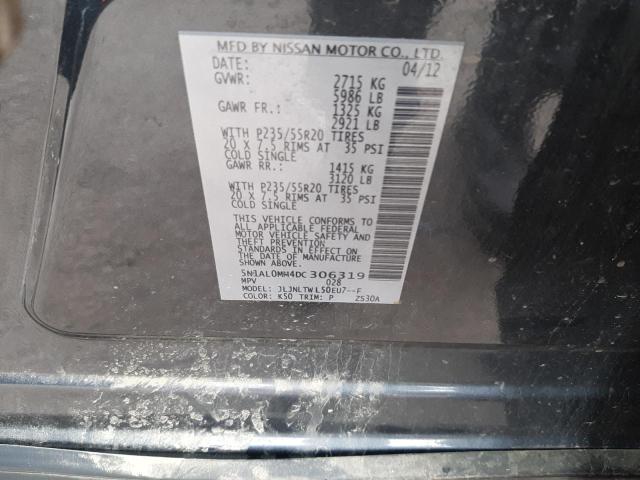 MFD BY NISSAN MOTOR CO., LTD.
DATE: 04/12
GVWR: 2715 KG
5986 LB
GAWR FR.: 1325 KG
2921 LB
WITH P235/55R20 TIRES
20 X 7.5 RIMS AT 35 PSI
COLD SINGLE
GAWR RR.: 1415 KG
3120 LB
WITH P235/55R20 TIRES
20 X 7.5 RIMS AT 35 PSI
COLD SINGLE
THIS VEHICLE CONFORMS TO
ALL APPLICABLE FEDERAL
MOTOR VEHICLE SAFETY AND
THEFT PREVENTION
STANDARDS IN EFFECT ON
THE DATE OF MANUFACTURE
SHOWN ABOVE.
5N1AL0MH4DC306319
MPV 028
MODEL: JLJNLTWL50EU7--F
COLOR: K50 TRIM: P ZS30A